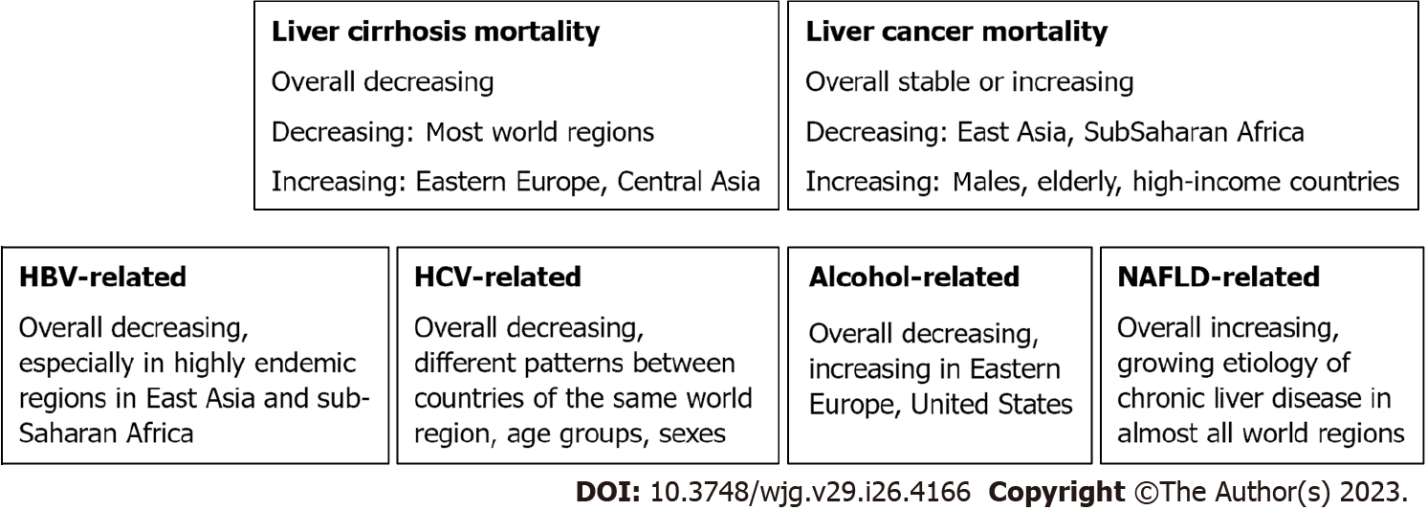 Liver cirrhosis mortality
Overall decreasing
Decreasing: Most world regions
Increasing: Eastern Europe, Central Asia
Liver cancer mortality
Overall stable or increasing
Decreasing: East Asia, SubSaharan Africa
Increasing: Males, elderly, high-income countries
HBV-related
Overall decreasing,
especially in highly endemic
regions in East Asia and sub-
Saharan Africa
HCV-related
Overall decreasing,
different patterns between
countries of the same world
region, age groups, sexes
Alcohol-related
Overall decreasing,
increasing in Eastern
Europe, United States
NAFLD-related
Overall increasing,
growing etiology of
chronic liver disease in
almost all world regions
DOI: 10.3748/wjg.v29.i26.4166 Copyright ©The Author(s) 2023.